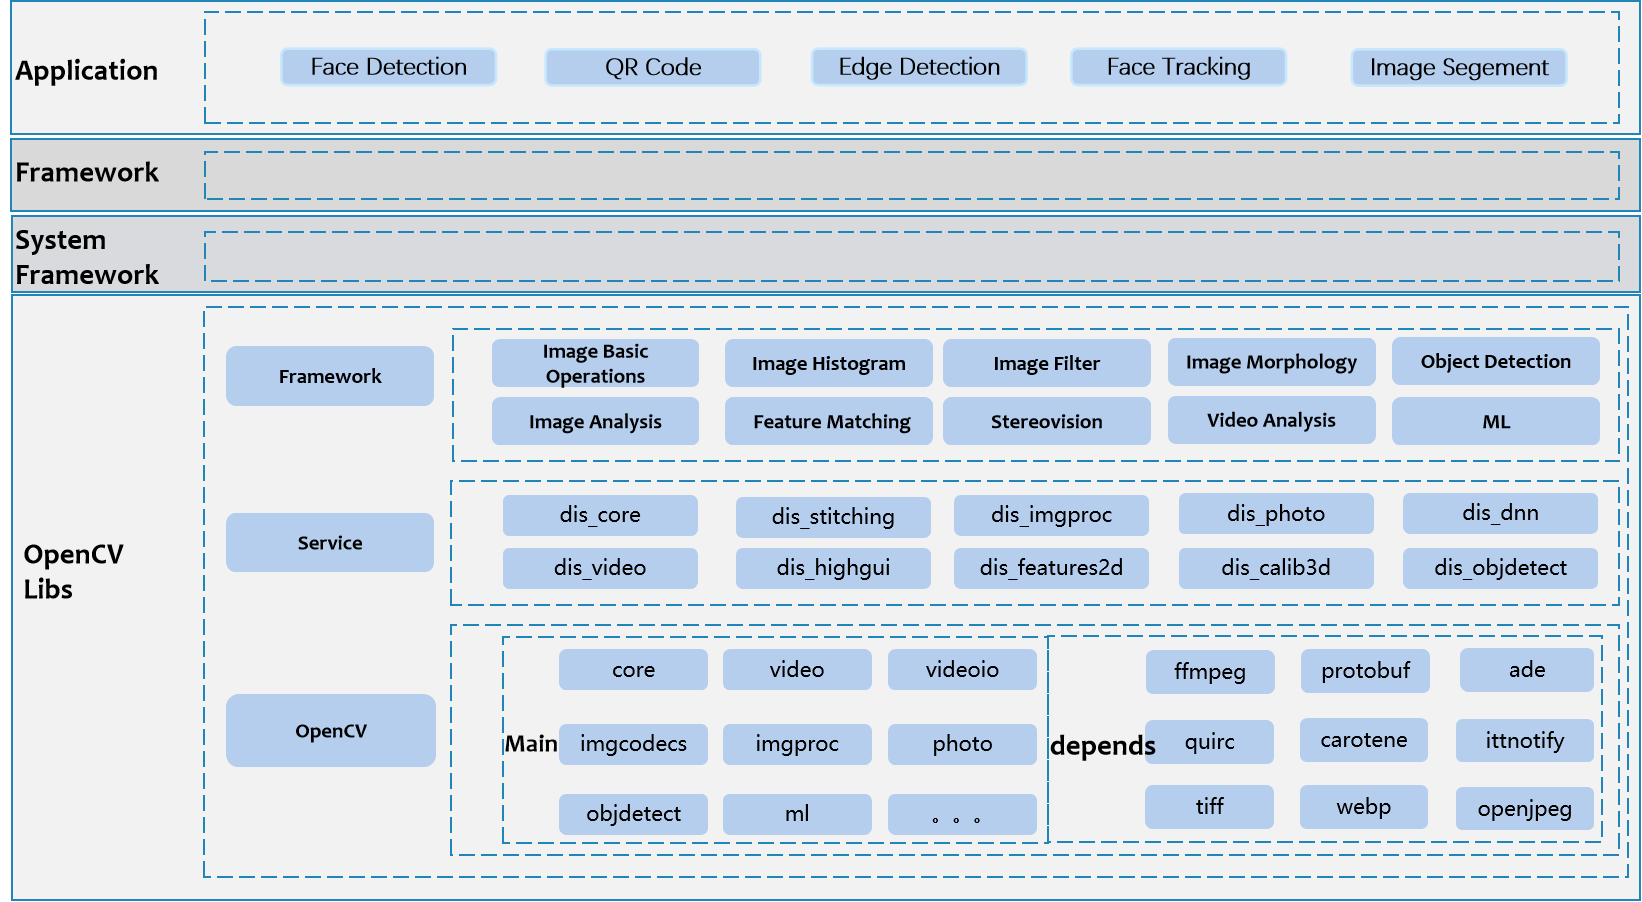 Application
Face Detection
QR Code
Edge Detection
Face Tracking
Image Segement
Framework
System
Framework
OpenCV
Libs
Framework
Image Basic
Operations
Image Histogram
Image Filter
Image Morphology
Object Detection
Image Analysis
Feature Matching
Stereovision
Video Analysis
ML
Service
dis_core
dis_stitching
dis_imgproc
dis_photo
dis_dnn
dis_video
dis_highgui
dis_features2d
dis_calib3d
dis_objdetect
OpenCV
Main
core
video
videoio
imgcodecs
imgproc
photo
objdetect
ml
。。。
depends
ffmpeg
protobuf
ade
quirc
carotene
ittnotify
tiff
webp
openjpeg